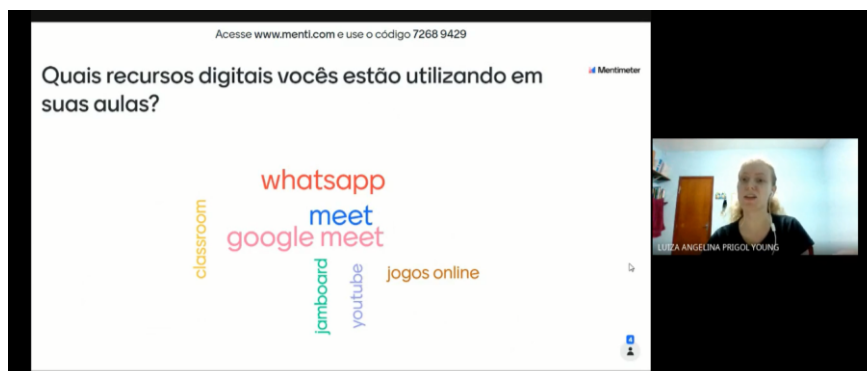 Acesse www.menti.com e use o código 7268 9429
Quais recursos digitais vocês estão utilizando em
suas aulas?
Mentimeter
whatsapp
meet
google meet
classroom
jamboard
youtube
jogos online
LUIZA ANGELINA PRIGOL YOUNG